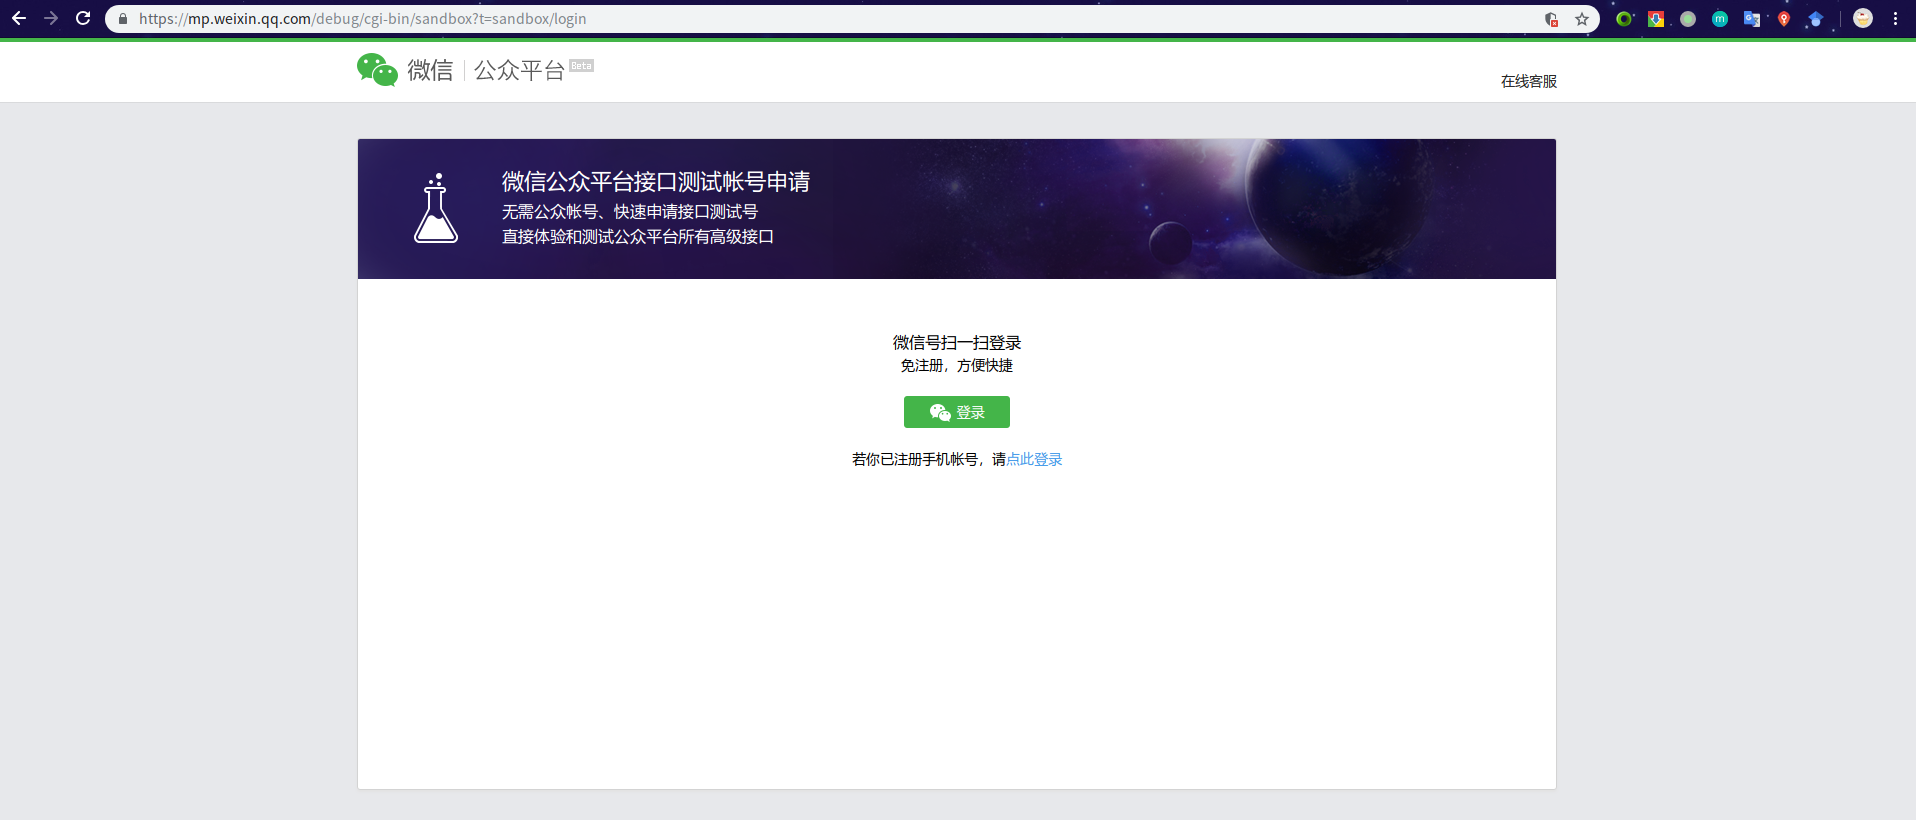 https://mp.weixin.qq.com/debug/cgi-bin/sandbox?t=sandbox/login
微信 公众平台 Beta
在线客服
微信公众平台接口测试帐号申请
无需公众帐号、快速申请接口测试号
直接体验和测试公众平台所有高级接口
微信号扫一扫登录
免注册，方便快捷
登录
若你已注册手机帐号，请点此登录